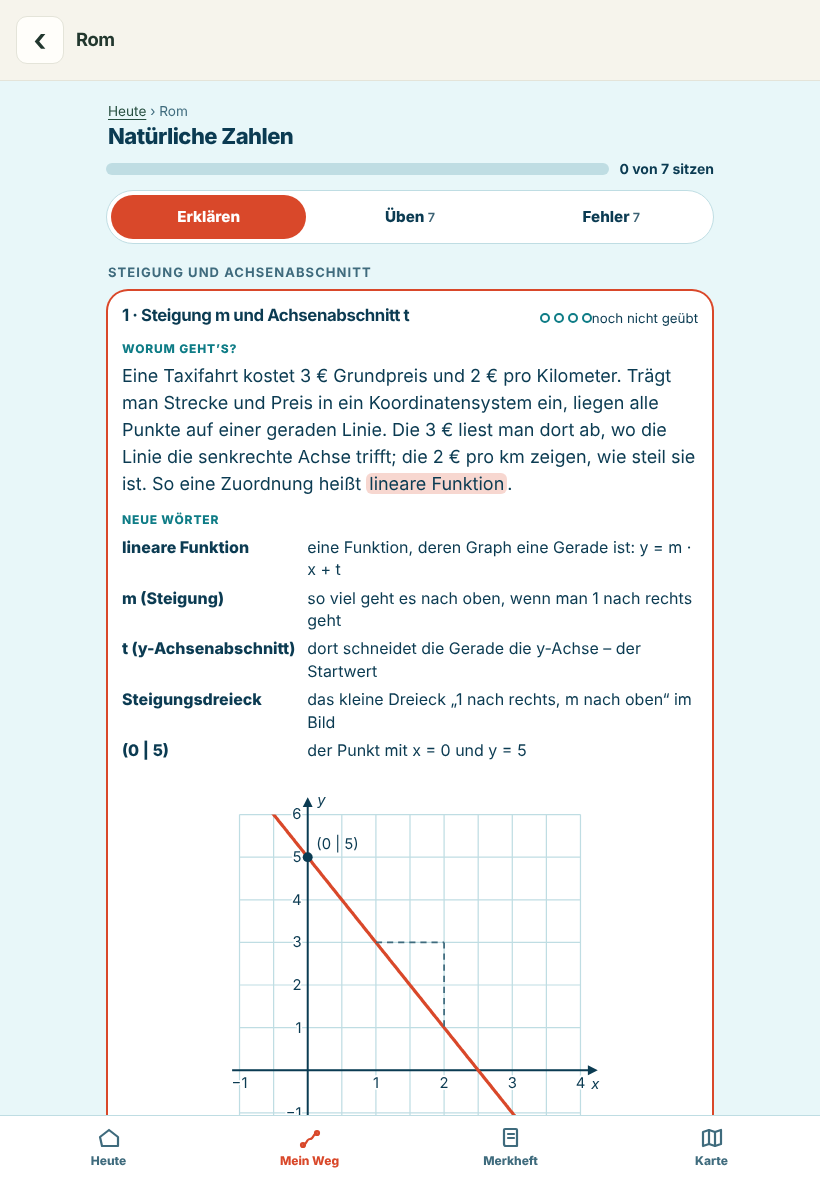 Rom
Heute › Rom
Natürliche Zahlen
0 von 7 sitzen
Erklären
Üben 7
Fehler 7
STEIGUNG UND ACHSENABSCHNITT
1 · Steigung m und Achsenabschnitt t
noch nicht geübt
WORUM GEHT'S?
Eine Taxifahrt kostet 3 € Grundpreis und 2 € pro Kilometer. Trägt
man Strecke und Preis in ein Koordinatensystem ein, liegen alle
Punkte auf einer geraden Linie. Die 3 € liest man dort ab, wo die
Linie die senkrechte Achse trifft; die 2 € pro km zeigen, wie steil sie
ist. So eine Zuordnung heißt lineare Funktion.
NEUE WÖRTER
lineare Funktion
eine Funktion, deren Graph eine Gerade ist: y = m ·
x + t
m (Steigung)
so viel geht es nach oben, wenn man 1 nach rechts
geht
t (y-Achsenabschnitt)
dort schneidet die Gerade die y-Achse – der
Startwert
Steigungsdreieck
das kleine Dreieck „1 nach rechts, m nach oben“ im
Bild
(0 | 5)
der Punkt mit x = 0 und y = 5
y
6
(0 | 5)
5
4
3
2
1
−1 1 2 3 4 x
−1
Heute
Mein Weg
Merkheft
Karte